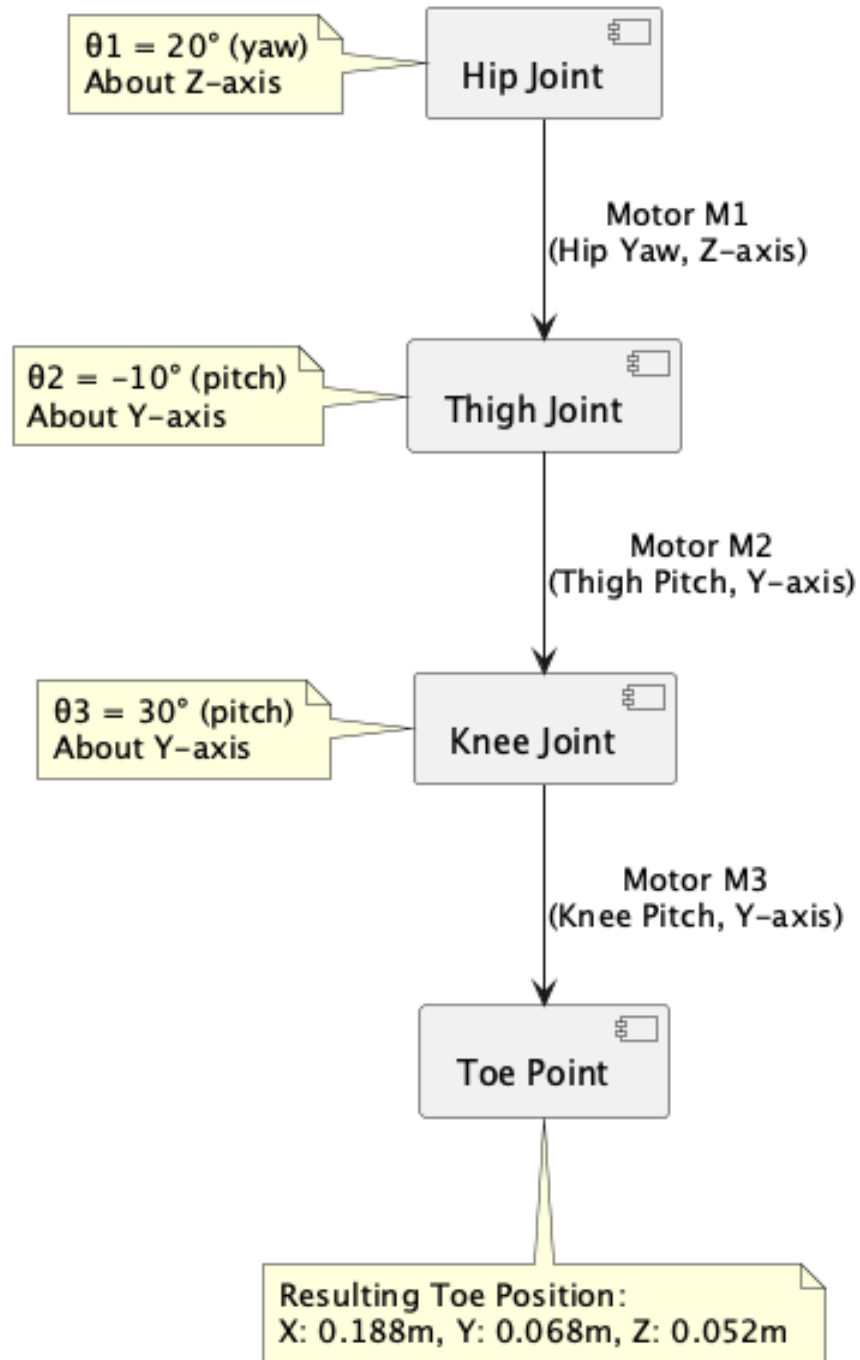 θ1 = 20° (yaw)
About Z-axis
Hip Joint
Motor M1
(Hip Yaw, Z-axis)
θ2 = -10° (pitch)
About Y-axis
Thigh Joint
Motor M2
(Thigh Pitch, Y-axis)
θ3 = 30° (pitch)
About Y-axis
Knee Joint
Motor M3
(Knee Pitch, Y-axis)
Toe Point
Resulting Toe Position:
X: 0.188m, Y: 0.068m, Z: 0.052m